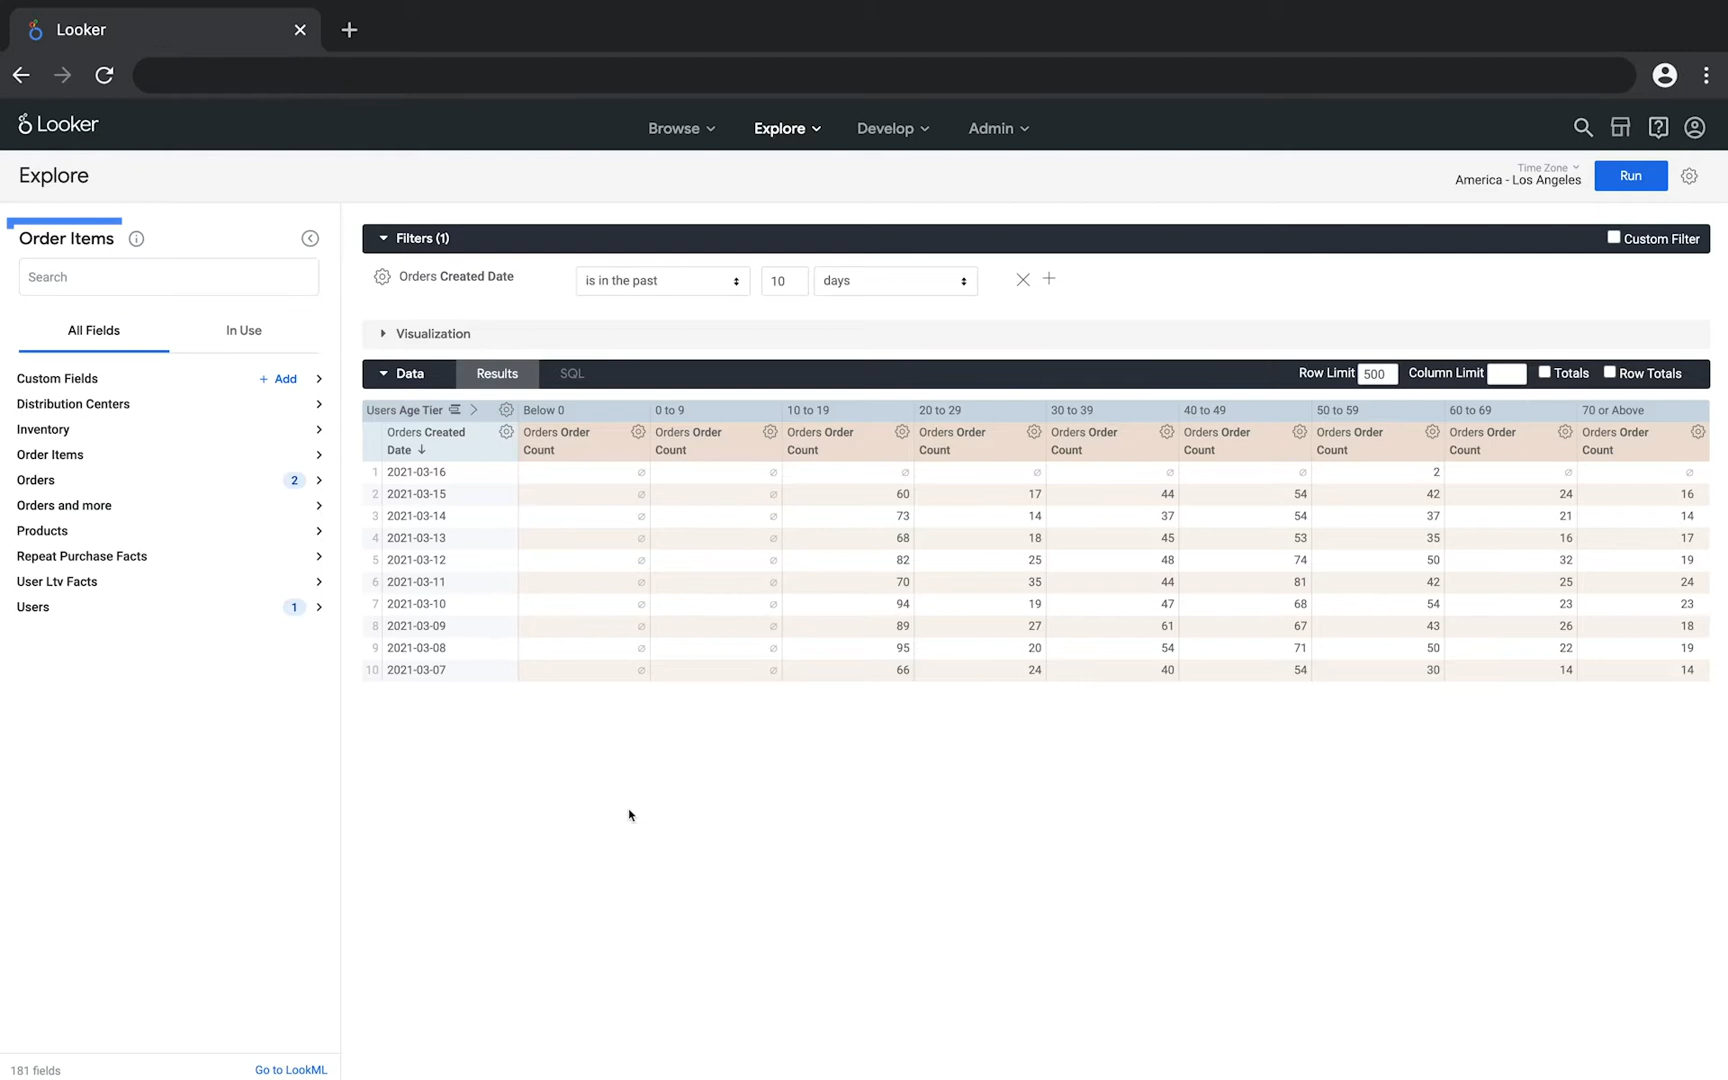 Looker
Looker
Browse
Explore
Develop
Admin
Explore
Time Zone
America - Los Angeles
Run
Order Items
Search
All Fields
In Use
Custom Fields
+ Add
Distribution Centers
Inventory
Order Items
Orders
2
Orders and more
Products
Repeat Purchase Facts
User Ltv Facts
Users
1
181 fields
Go to LookML
Filters (1)
Custom Filter
Orders Created Date
is in the past
10
days
Visualization
Data
Results
SQL
Row Limit 500
Column Limit
Totals
Row Totals
Users Age Tier Below 0 0 to 9 10 to 19 20 to 29 30 to 39 40 to 49 50 to 59 60 to 69 70 or Above
Orders Created Orders Order Orders Order Orders Order Orders Order Orders Order Orders Order Orders Order Orders Order Orders Order
Date ↓ Count Count Count Count Count Count Count Count Count
1 2021-03-16 ∅ ∅ ∅ ∅ ∅ ∅ 2 ∅ ∅
2 2021-03-15 ∅ ∅ 60 17 44 54 42 24 16
3 2021-03-14 ∅ ∅ 73 14 37 54 37 21 14
4 2021-03-13 ∅ ∅ 68 18 45 53 35 16 17
5 2021-03-12 ∅ ∅ 82 25 48 74 50 32 19
6 2021-03-11 ∅ ∅ 70 35 44 81 42 25 24
7 2021-03-10 ∅ ∅ 94 19 47 68 54 23 23
8 2021-03-09 ∅ ∅ 89 27 61 67 43 26 18
9 2021-03-08 ∅ ∅ 95 20 54 71 50 22 19
10 2021-03-07 ∅ ∅ 66 24 40 54 30 14 14